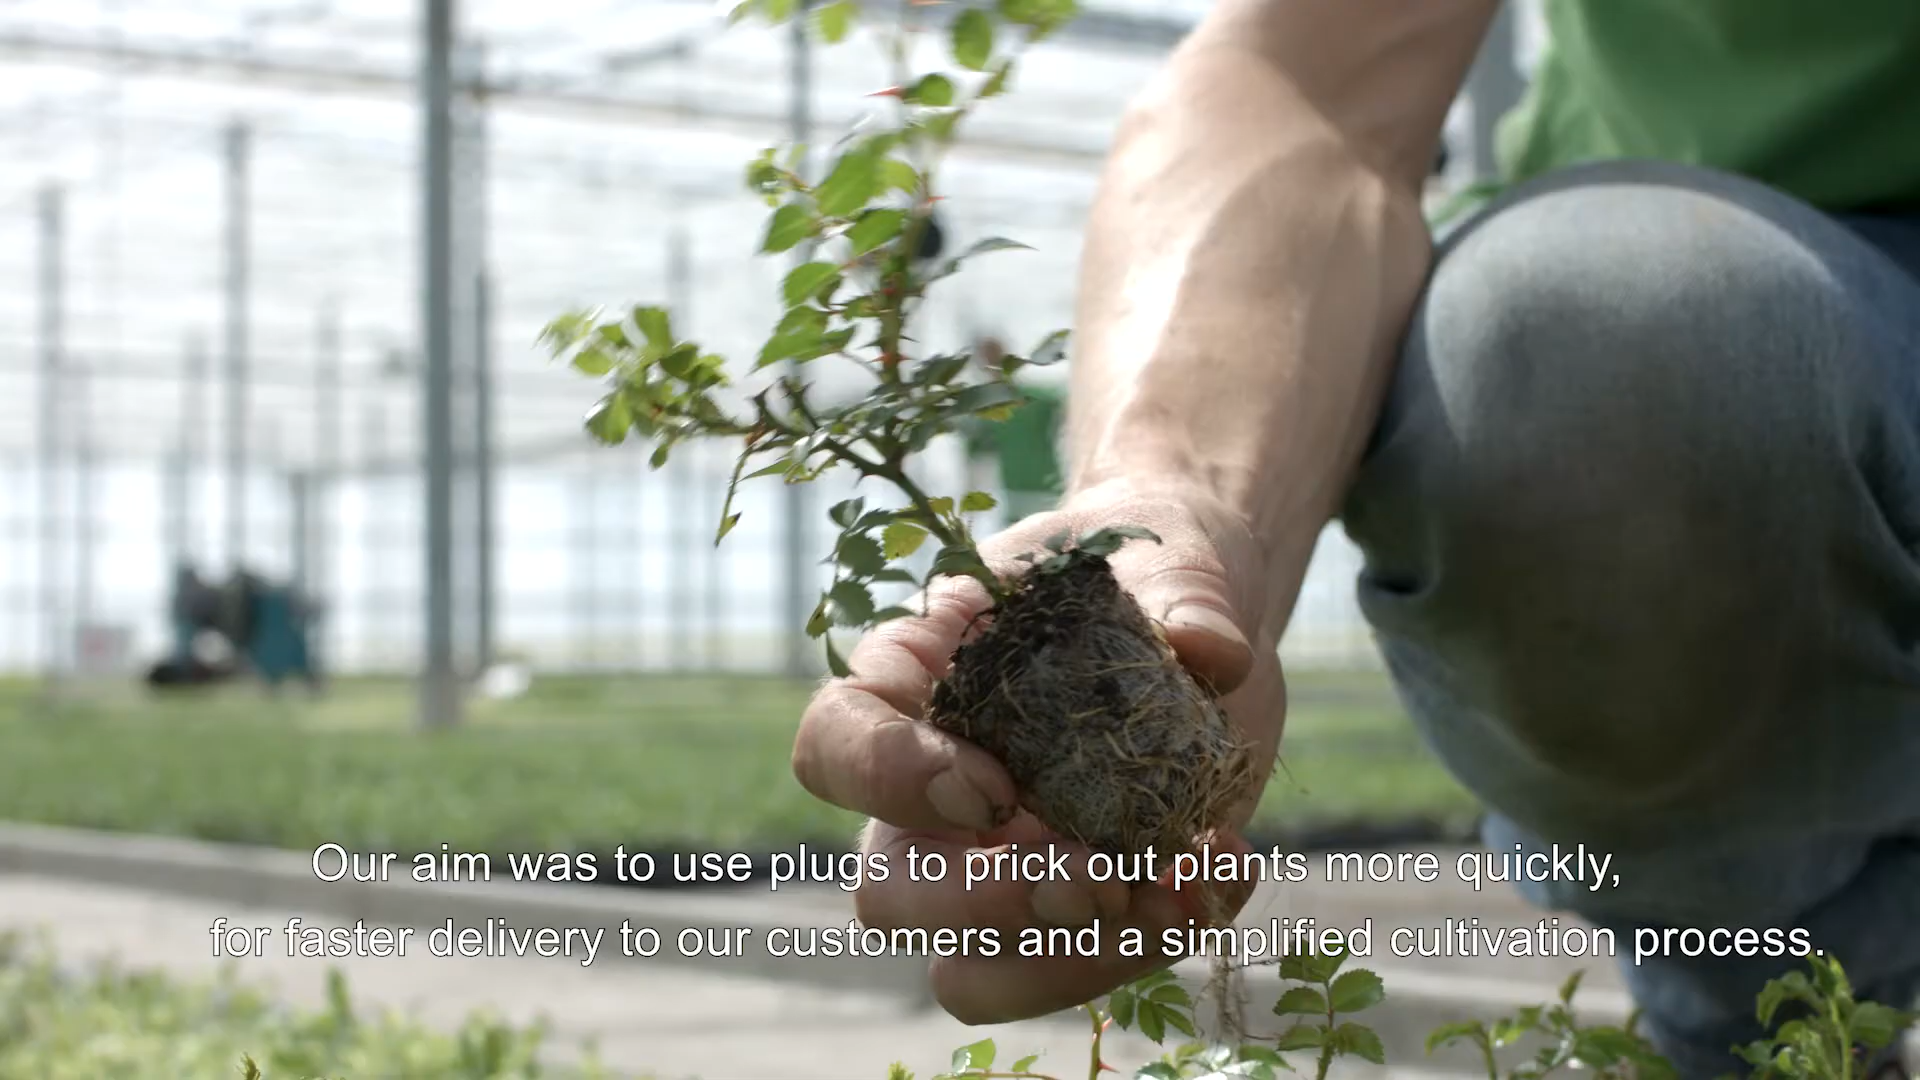 Our aim was to use plugs to prick out plants more quickly,
for faster delivery to our customers and a simplified cultivation process.